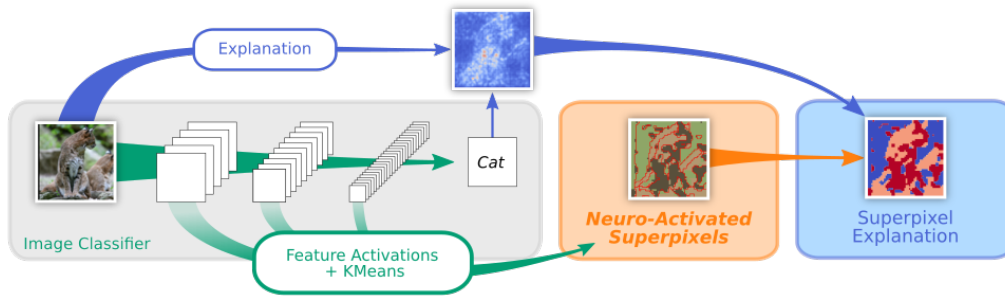 Explanation
Cat
Image Classifier
Feature Activations
+ KMeans
Neuro-Activated
Superpixels
Superpixel
Explanation